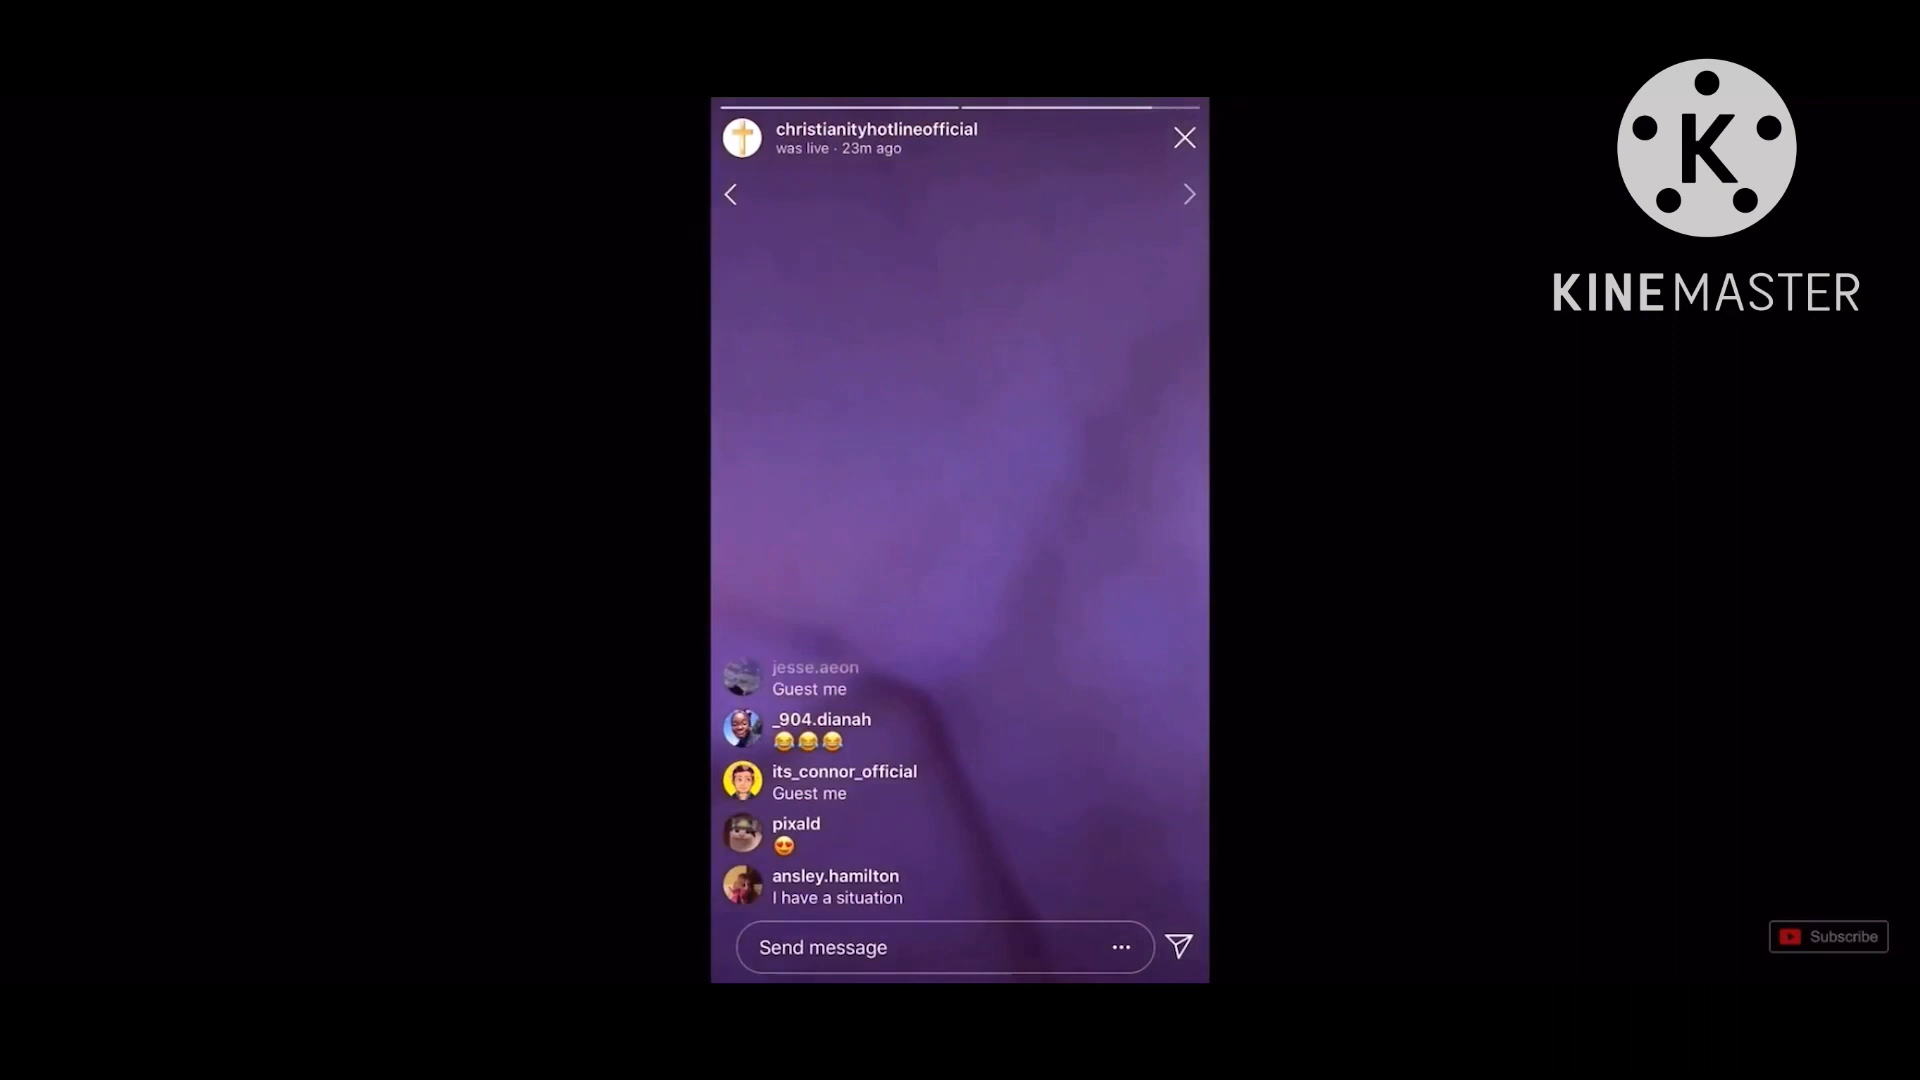 christianityhotlineofficial
was live · 23m ago
jesse.aeon
Guest me
_904.dianah
😂😂😂
its_connor_official
Guest me
pixald
😍
ansley.hamilton
I have a situation
Send message
K
KINEMASTER
Subscribe